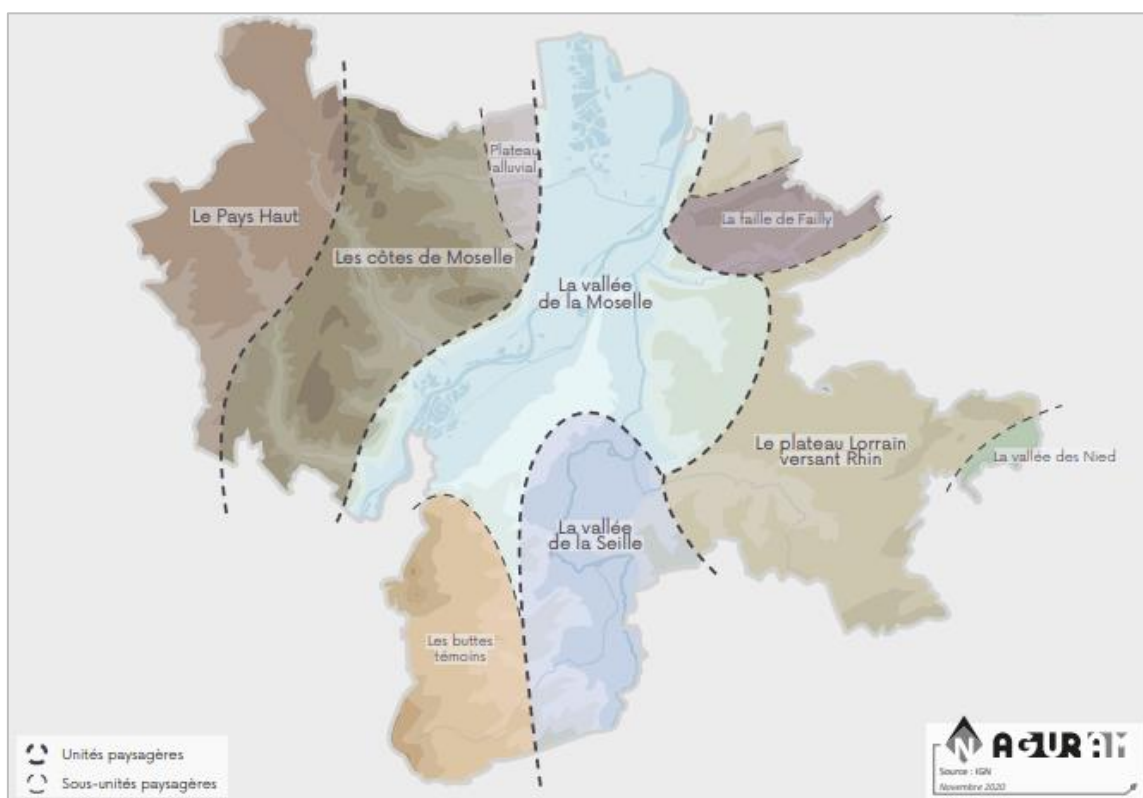 Plateau
alluvial
Le Pays Haut
La faille de Failly
Les côtes de Moselle
La vallée
de la Moselle
Le plateau Lorrain
versant Rhin
La vallée des Nied
La vallée
de la Seille
Les buttes
témoins
Unités paysagères
Sous-unités paysagères
N AGURAM
Source : IGN
Novembre 2020